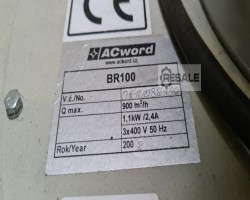 ACword
www.acword.cz
RESALE
BR100
V.č./No.
Q max. 900 m³/h
1,1kW /2,4A
3x400 V 50 Hz
Rok/Year 200